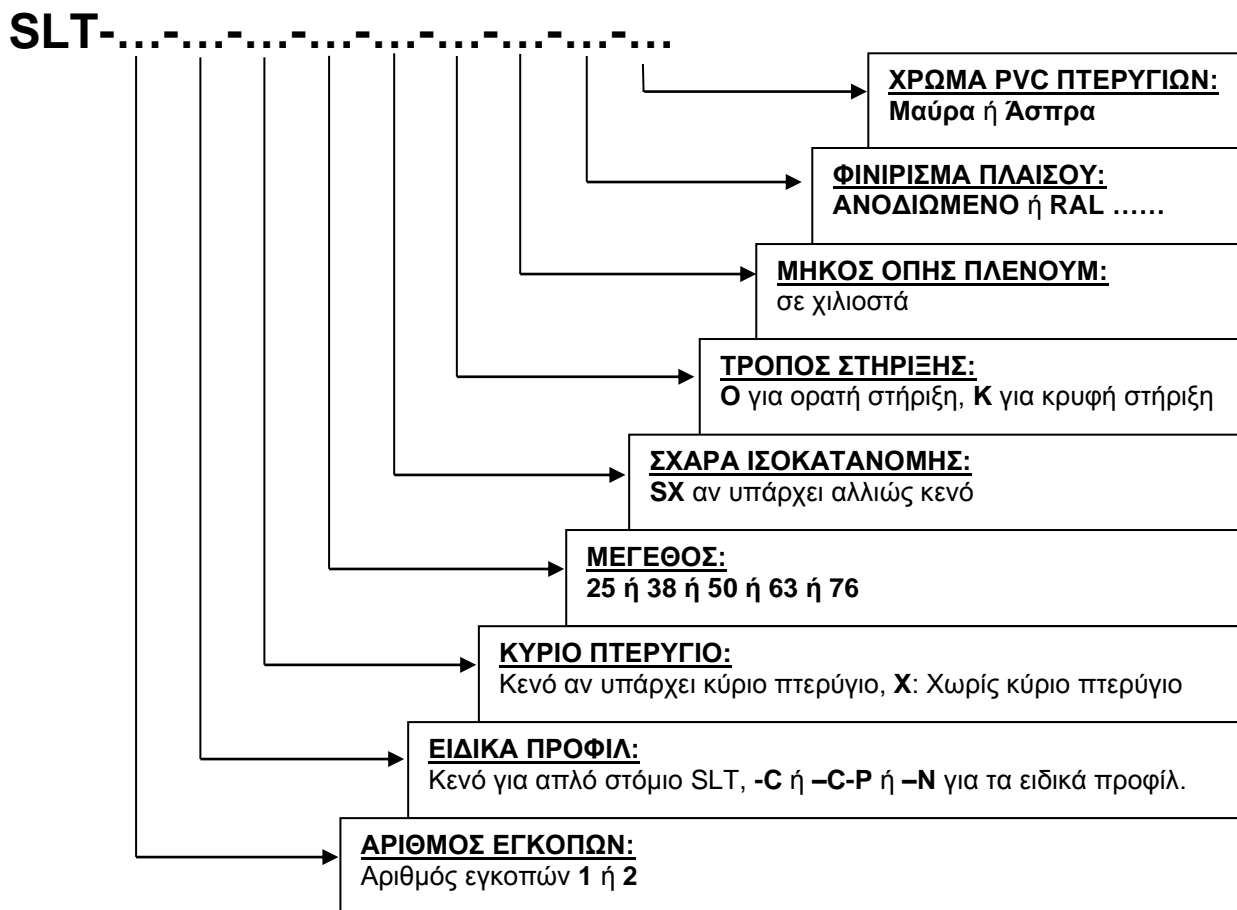 SLT-...-...-...-...-...-...-...-...-...
ΧΡΩΜΑ PVC ΠΤΕΡΥΓΙΩΝ:
Μαύρα ή Άσπρα
ΦΙΝΙΡΙΣΜΑ ΠΛΑΙΣΟΥ:
ΑΝΟΔΙΩΜΕΝΟ ή RAL ……
ΜΗΚΟΣ ΟΠΗΣ ΠΛΕΝΟΥΜ:
σε χιλιοστά
ΤΡΟΠΟΣ ΣΤΗΡΙΞΗΣ:
Ο για ορατή στήριξη, Κ για κρυφή στήριξη
ΣΧΑΡΑ ΙΣΟΚΑΤΑΝΟΜΗΣ:
SX αν υπάρχει αλλιώς κενό
ΜΕΓΕΘΟΣ:
25 ή 38 ή 50 ή 63 ή 76
ΚΥΡΙΟ ΠΤΕΡΥΓΙΟ:
Κενό αν υπάρχει κύριο πτερύγιο, Χ: Χωρίς κύριο πτερύγιο
ΕΙΔΙΚΑ ΠΡΟΦΙΛ:
Κενό για απλό στόμιο SLT, -C ή –C-P ή –N για τα ειδικά προφίλ.
ΑΡΙΘΜΟΣ ΕΓΚΟΠΩΝ:
Αριθμός εγκοπών 1 ή 2